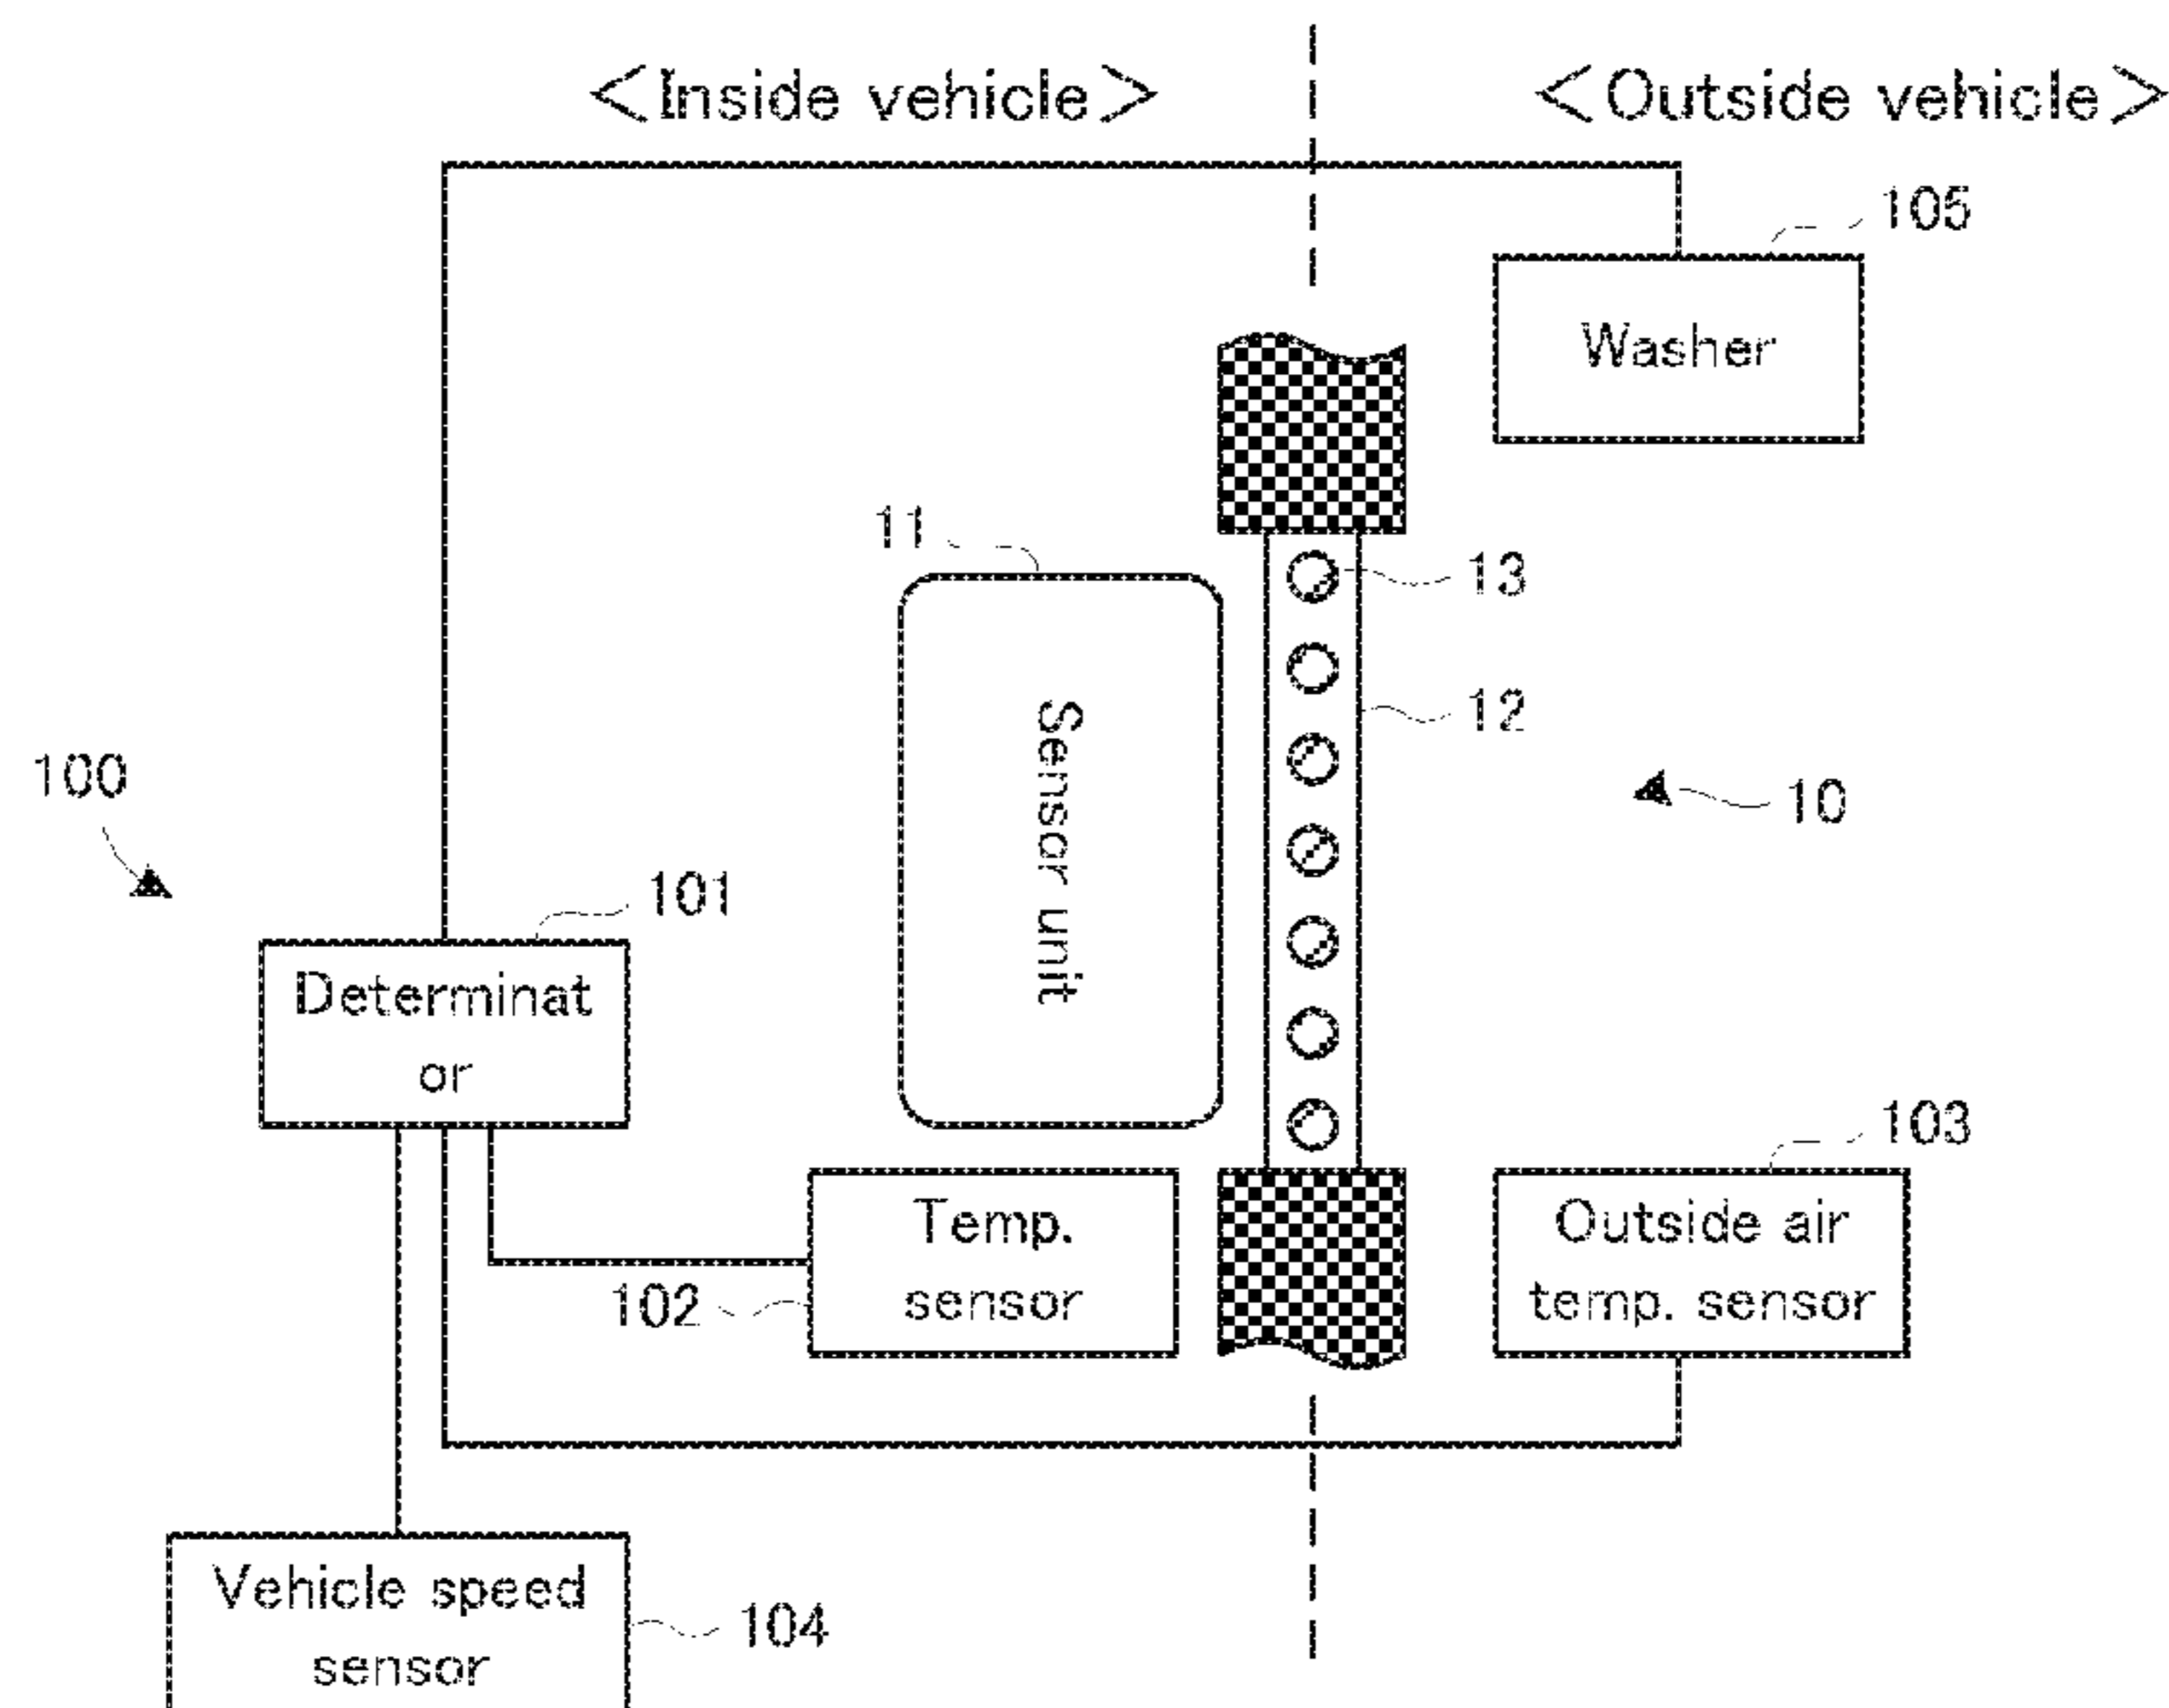 <Inside vehicle>
<Outside vehicle>
105
Washer
11
13
Sensor unit
12
100
10
101
Determinat
or
103
Temp.
sensor
Outside air
temp. sensor
102
Vehicle speed
sensor
104